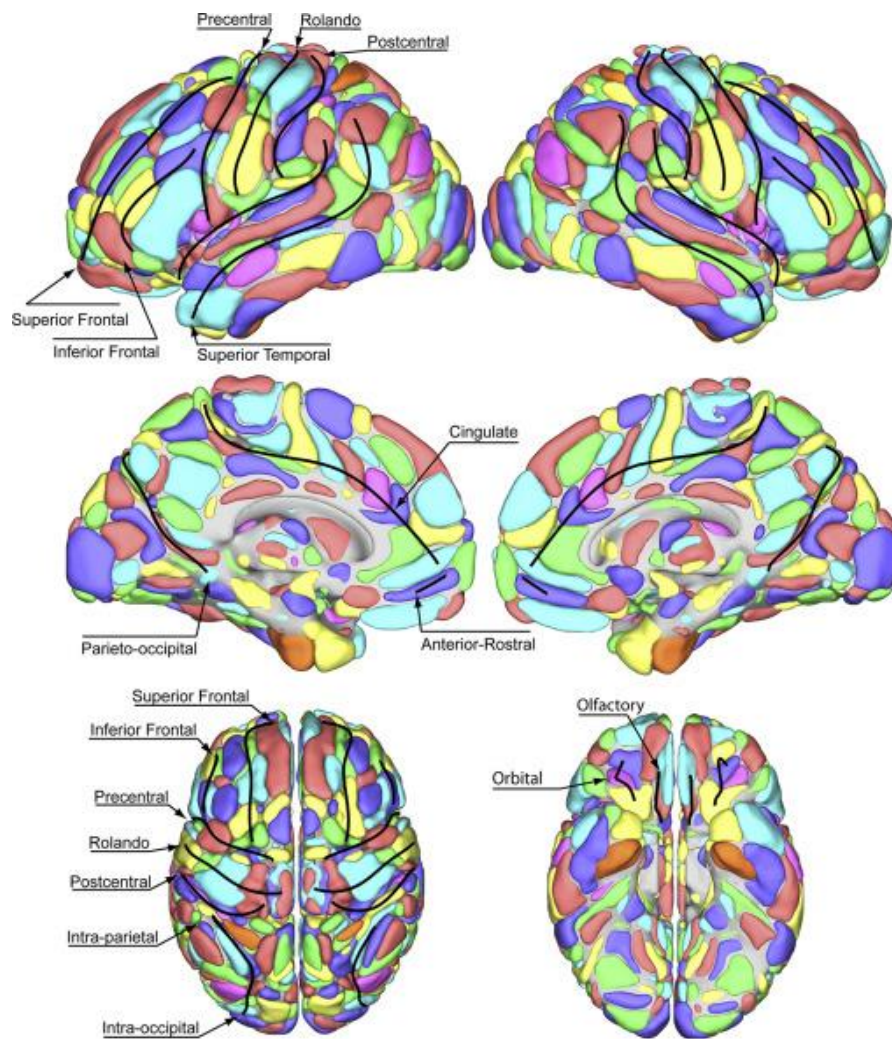 Precentral
Rolando
Postcentral
Superior Frontal
Inferior Frontal
Superior Temporal
Cingulate
Parieto-occipital
Anterior-Rostral
Superior Frontal
Inferior Frontal
Olfactory
Orbital
Precentral
Rolando
Postcentral
Intra-parietal
Intra-occipital